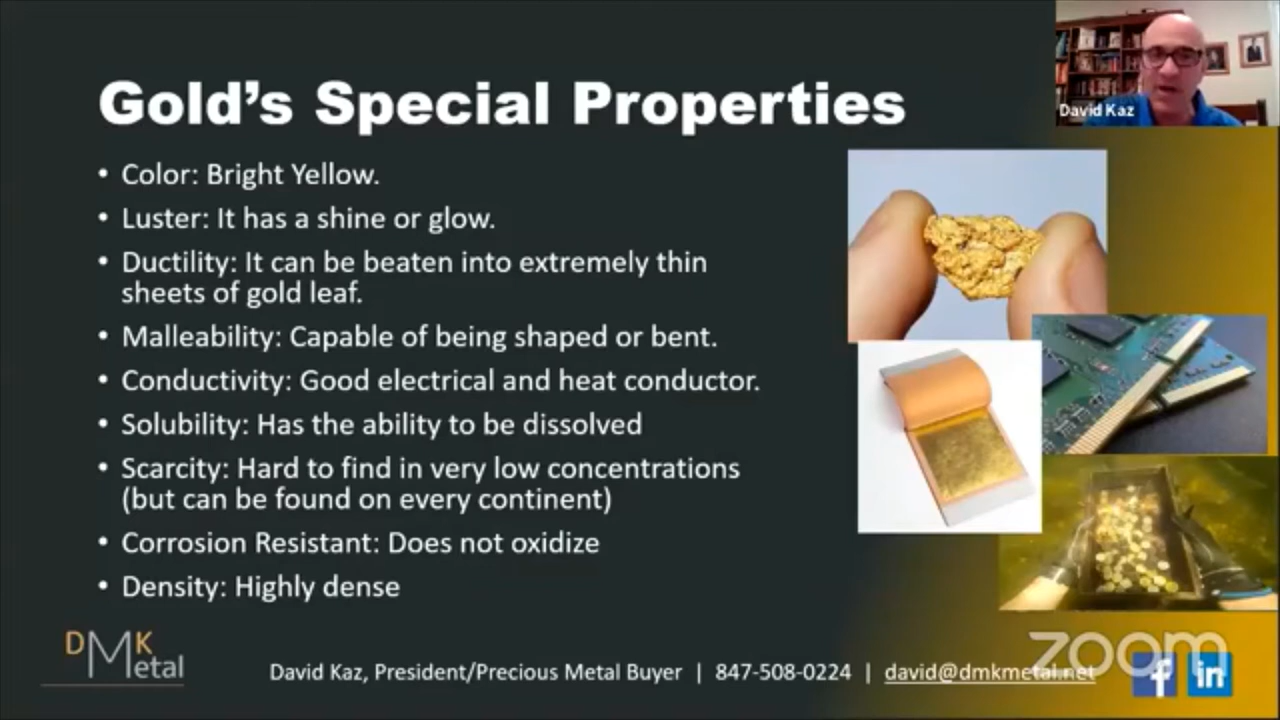 Gold’s Special Properties
David Kaz
• Color: Bright Yellow.
• Luster: It has a shine or glow.
• Ductility: It can be beaten into extremely thin
sheets of gold leaf.
• Malleability: Capable of being shaped or bent.
• Conductivity: Good electrical and heat conductor.
• Solubility: Has the ability to be dissolved
• Scarcity: Hard to find in very low concentrations
(but can be found on every continent)
• Corrosion Resistant: Does not oxidize
• Density: Highly dense
DMK
Metal
David Kaz, President/Precious Metal Buyer | 847-508-0224 | david@dmkmetal.net
zoom
f in